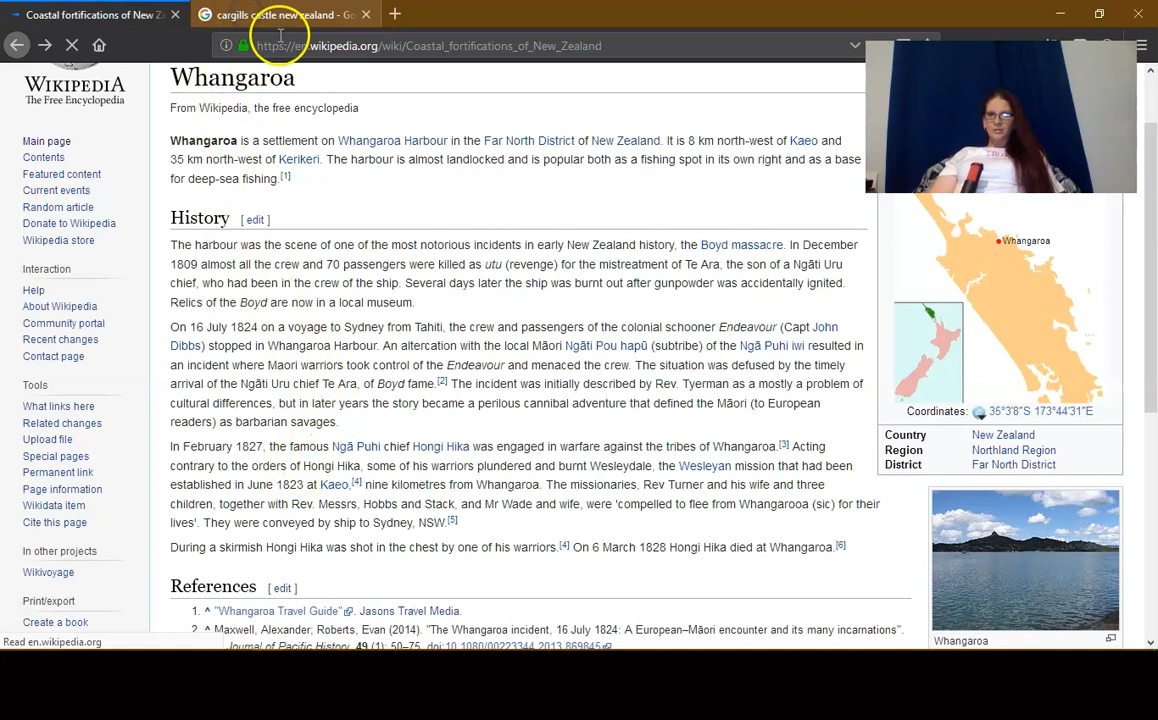 Coastal fortifications of New Z
cargills castle new zealand - Go
https://en.wikipedia.org/wiki/Coastal_fortifications_of_New_Zealand
WIKIPEDIA
The Free Encyclopedia
Main page
Contents
Featured content
Current events
Random article
Donate to Wikipedia
Wikipedia store
Interaction
Help
About Wikipedia
Community portal
Recent changes
Contact page
Tools
What links here
Related changes
Upload file
Special pages
Permanent link
Page information
Wikidata item
Cite this page
In other projects
Wikivoyage
Print/export
Create a book
Read en.wikipedia.org
Whangaroa
From Wikipedia, the free encyclopedia
Whangaroa is a settlement on Whangaroa Harbour in the Far North District of New Zealand. It is 8 km north-west of Kaeo and
35 km north-west of Kerikeri. The harbour is almost landlocked and is popular both as a fishing spot in its own right and as a base
for deep-sea fishing.[1]
History [ edit ]
The harbour was the scene of one of the most notorious incidents in early New Zealand history, the Boyd massacre. In December
1809 almost all the crew and 70 passengers were killed as utu (revenge) for the mistreatment of Te Ara, the son of a Ngāti Uru
chief, who had been in the crew of the ship. Several days later the ship was burnt out after gunpowder was accidentally ignited.
Relics of the Boyd are now in a local museum.
On 16 July 1824 on a voyage to Sydney from Tahiti, the crew and passengers of the colonial schooner Endeavour (Capt John
Dibbs) stopped in Whangaroa Harbour. An altercation with the local Māori Ngāti Pou hapū (subtribe) of the Ngā Puhi iwi resulted in
an incident where Maori warriors took control of the Endeavour and menaced the crew. The situation was defused by the timely
arrival of the Ngāti Uru chief Te Ara, of Boyd fame.[2] The incident was initially described by Rev. Tyerman as a mostly a problem of
cultural differences, but in later years the story became a perilous cannibal adventure that defined the Māori (to European
readers) as barbarian savages.
In February 1827, the famous Ngā Puhi chief Hongi Hika was engaged in warfare against the tribes of Whangaroa.[3] Acting
contrary to the orders of Hongi Hika, some of his warriors plundered and burnt Wesleydale, the Wesleyan mission that had been
established in June 1823 at Kaeo,[4] nine kilometres from Whangaroa. The missionaries, Rev Turner and his wife and three
children, together with Rev. Messrs, Hobbs and Stack, and Mr Wade and wife, were 'compelled to flee from Whangarooa (sic) for their
lives'. They were conveyed by ship to Sydney, NSW.[5]
During a skirmish Hongi Hika was shot in the chest by one of his warriors.[4] On 6 March 1828 Hongi Hika died at Whangaroa.[6]
References [ edit ]
1. ^ "Whangaroa Travel Guide". Jasons Travel Media.
2. ^ Maxwell, Alexander; Roberts, Evan (2014). "The Whangaroa incident, 16 July 1824: A European–Māori encounter and its many incarnations".
Journal of Pacific History. 49 (1): 50–75. doi:10.1080/00223344.2013.869845
Whangaroa
Coordinates: 35°3′8″S 173°44′31″E
Country New Zealand
Region Northland Region
District Far North District
Whangaroa